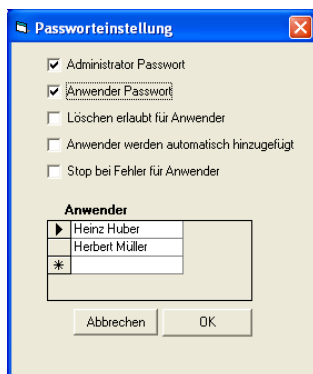 Passworteinstellung
Administrator Passwort
Anwender Passwort
Löschen erlaubt für Anwender
Anwender werden automatisch hinzugefügt
Stop bei Fehler für Anwender
Anwender
Heinz Huber
Herbert Müller
Abbrechen
OK